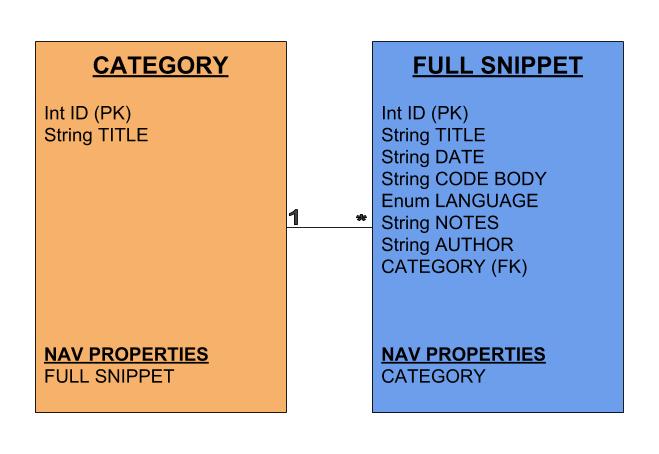 CATEGORY
Int ID (PK)
String TITLE
NAV PROPERTIES
FULL SNIPPET
1
*
FULL SNIPPET
Int ID (PK)
String TITLE
String DATE
String CODE BODY
Enum LANGUAGE
String NOTES
String AUTHOR
CATEGORY (FK)
NAV PROPERTIES
CATEGORY